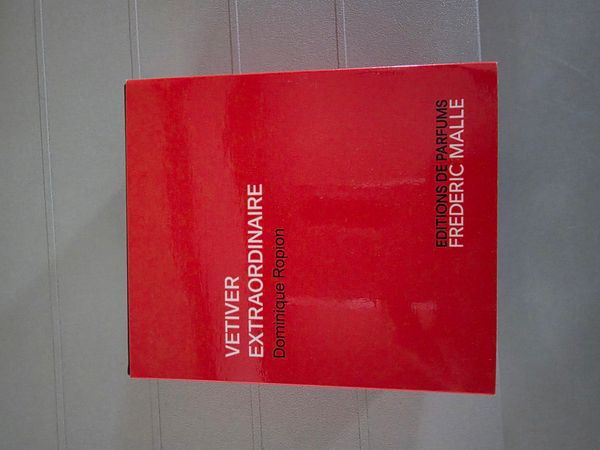 VETIVER
EXTRAORDINAIRE
Dominique Ropion
EDITIONS DE PARFUMS
FREDERIC MALLE